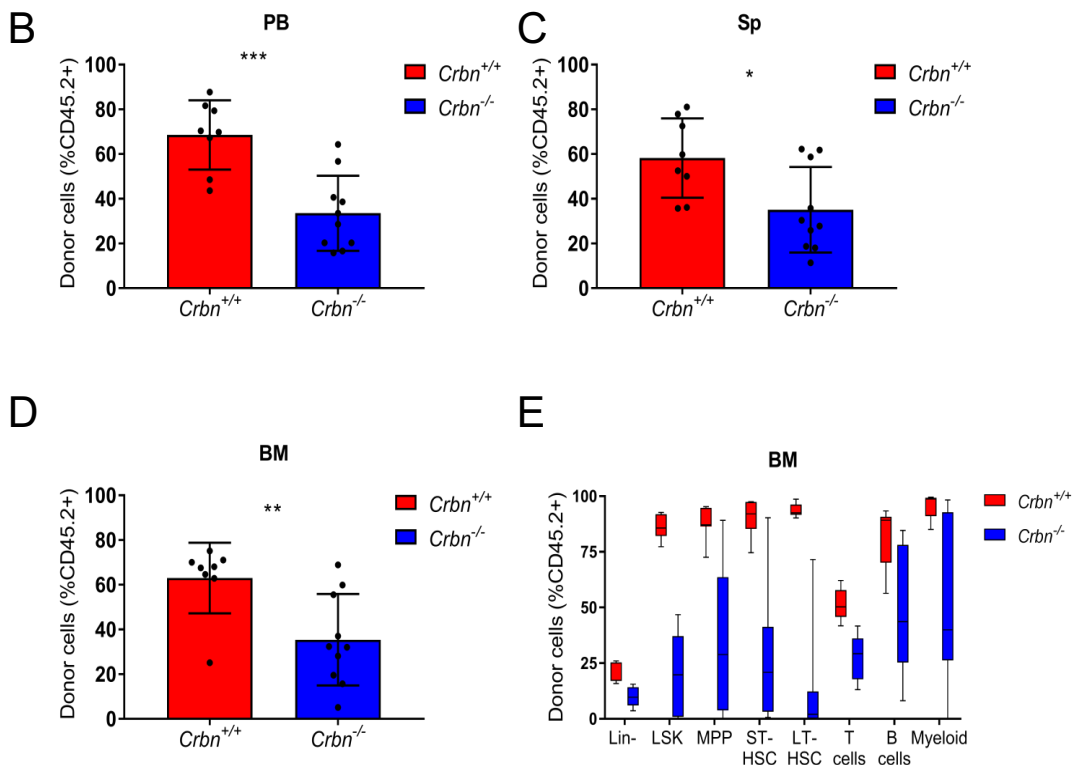 B
PB
***
Donor cells (%CD45.2+)
100
80
60
40
20
0
Crbn+/+
Crbn-/-
Crbn+/+
Crbn-/-
C
Sp
*
Donor cells (%CD45.2+)
100
80
60
40
20
0
Crbn+/+
Crbn-/-
Crbn+/+
Crbn-/-
D
BM
**
Donor cells (%CD45.2+)
100
80
60
40
20
0
Crbn+/+
Crbn-/-
Crbn+/+
Crbn-/-
E
BM
Donor cells (%CD45.2+)
100
75
50
25
0
Lin- LSK MPP ST- LT- T B Myeloid
HSC HSC cells cells
Crbn+/+
Crbn-/-